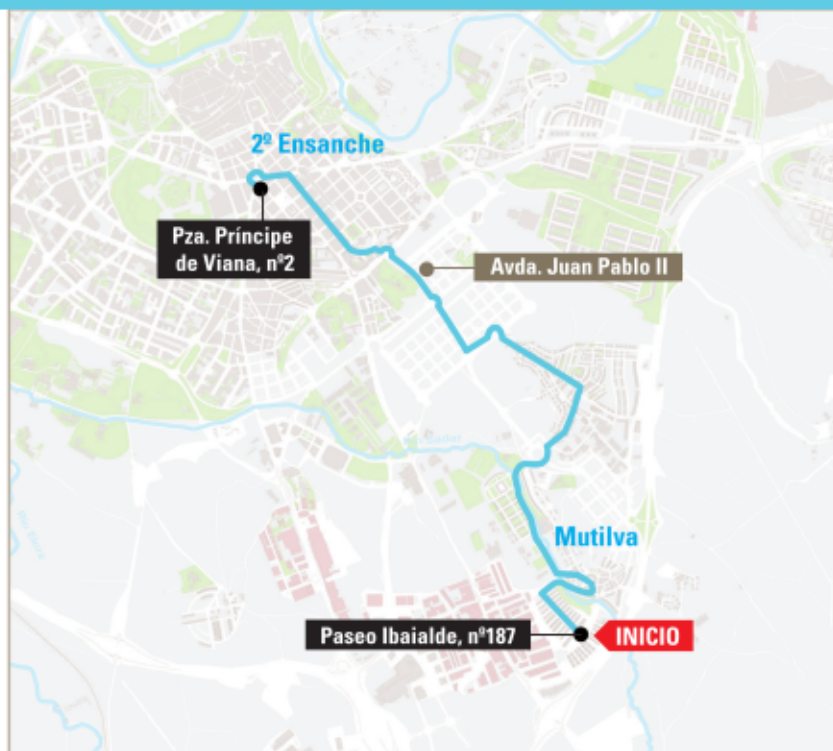 2º Ensanche
Pza. Príncipe
de Viana, nº2
Avda. Juan Pablo II
Mutilva
Paseo Ibaialde, nº187
INICIO